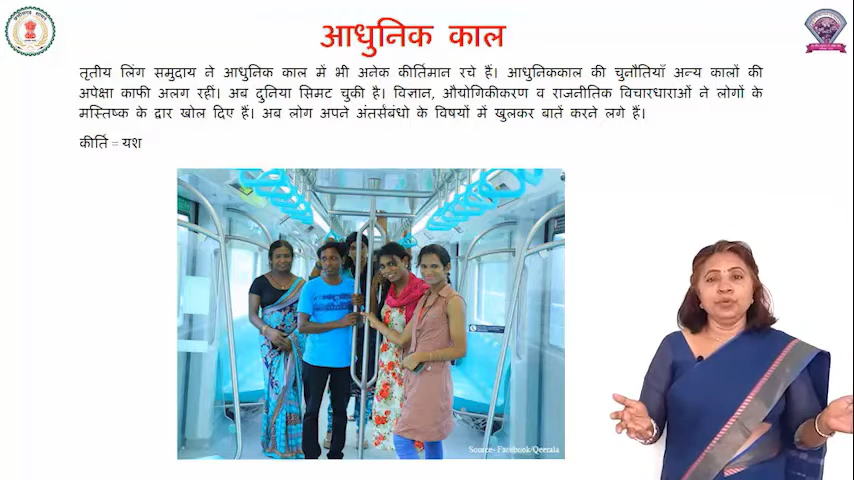 आधुनिक काल
तृतीय लिंग समुदाय ने आधुनिक काल में भी अनेक कीर्तिमान रचे हैं। आधुनिककाल की चुनौतियाँ अन्य कालों की
अपेक्षा काफी अलग रहीं। अब दुनिया सिमट चुकी है। विज्ञान, औयोगिकीकरण व राजनीतिक विचारधाराओं ने लोगों के
मस्तिष्क के द्वार खोल दिए हैं। अब लोग अपने अंतर्संबंधो के विषयों में खुलकर बातें करने लगे हैं।
कीर्ति = यश
Source- Facebook/Qeerala